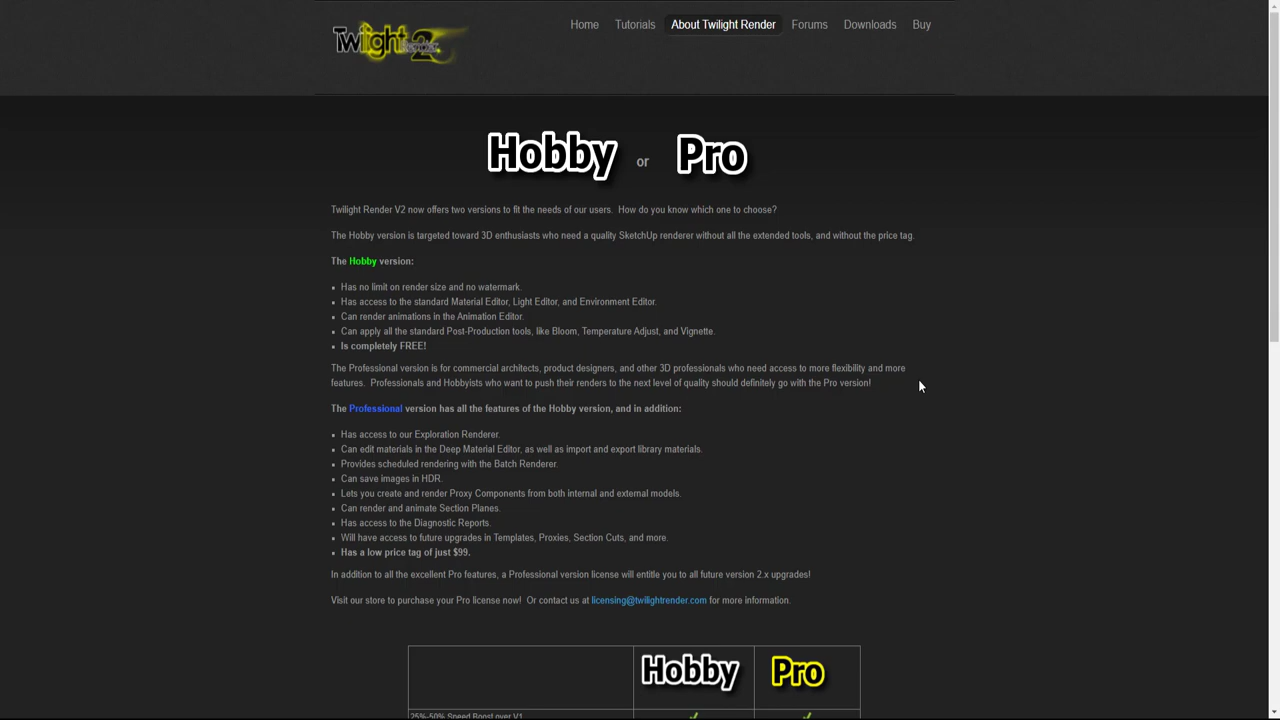 Twilight Render 2
Home Tutorials About Twilight Render Forums Downloads Buy
Hobby or Pro
Twilight Render V2 now offers two versions to fit the needs of our users.  How do you know which one to choose?
The Hobby version is targeted toward 3D enthusiasts who need a quality SketchUp renderer without all the extended tools, and without the price tag.
The Hobby version:
Has no limit on render size and no watermark.
Has access to the standard Material Editor, Light Editor, and Environment Editor.
Can render animations in the Animation Editor.
Can apply all the standard Post-Production tools, like Bloom, Temperature Adjust, and Vignette.
Is completely FREE!
The Professional version is for commercial architects, product designers, and other 3D professionals who need access to more flexibility and more
features.  Professionals and Hobbyists who want to push their renders to the next level of quality should definitely go with the Pro version!
The Professional version has all the features of the Hobby version, and in addition:
Has access to our Exploration Renderer.
Can edit materials in the Deep Material Editor, as well as import and export library materials.
Provides scheduled rendering with the Batch Renderer.
Can save images in HDR.
Lets you create and render Proxy Components from both internal and external models.
Can render and animate Section Planes.
Has access to the Diagnostic Reports.
Will have access to future upgrades in Templates, Proxies, Section Cuts, and more.
Has a low price tag of just $99.
In addition to all the excellent Pro features, a Professional version license will entitle you to all future version 2.x upgrades!
Visit our store to purchase your Pro license now!  Or contact us at licensing@twilightrender.com for more information.
Hobby Pro
25%-50% Speed Boost over V1